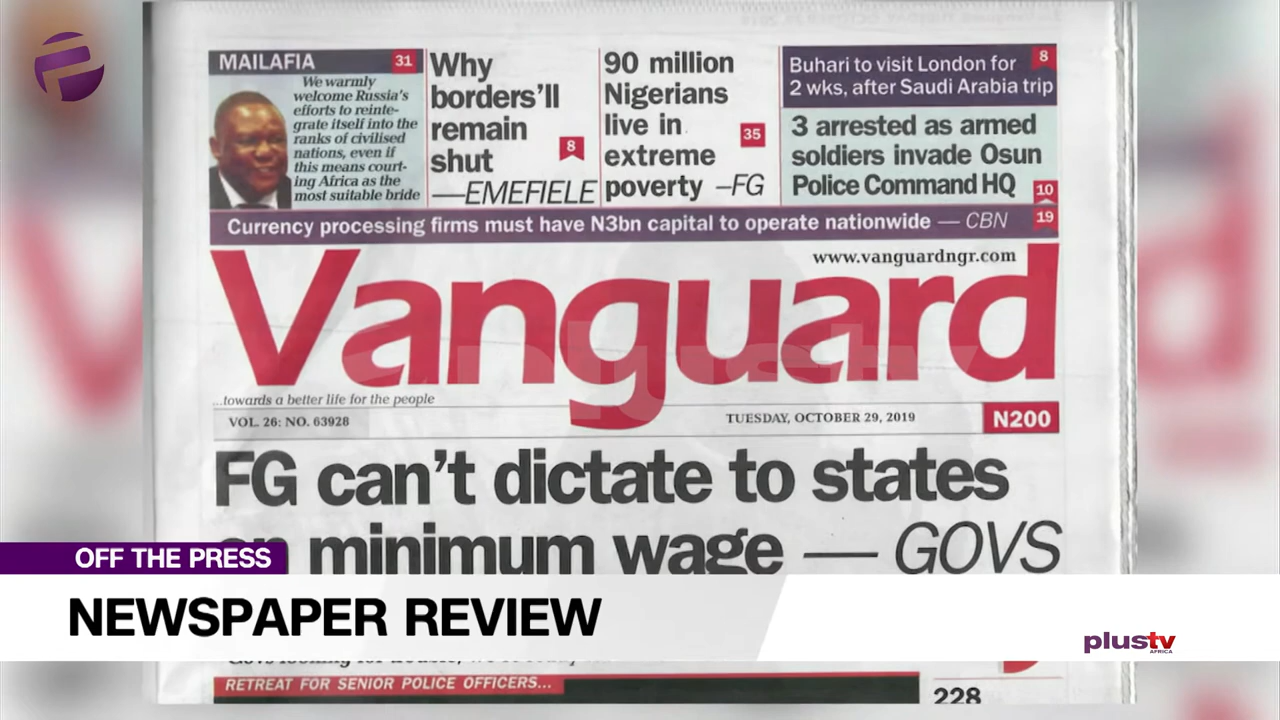 MAILAFIA 31
We warmly
welcome Russia's
efforts to reinte-
grate itself into the
ranks of civilised
nations, even if
this means court-
ing Africa as the
most suitable bride
Why
borders'll
remain
shut 8
—EMEFIELE
90 million
Nigerians
live in 35
extreme
poverty –FG
Buhari to visit London for 8
2 wks, after Saudi Arabia trip
3 arrested as armed
soldiers invade Osun
Police Command HQ 10
Currency processing firms must have N3bn capital to operate nationwide — CBN 19
www.vanguardngr.com
Vanguard
...towards a better life for the people
VOL. 26: NO. 63928
TUESDAY, OCTOBER 29, 2019
N200
FG can't dictate to states
minimum wage — GOVS
OFF THE PRESS
NEWSPAPER REVIEW
plustv
AFRICA
RETREAT FOR SENIOR POLICE OFFICERS...
228